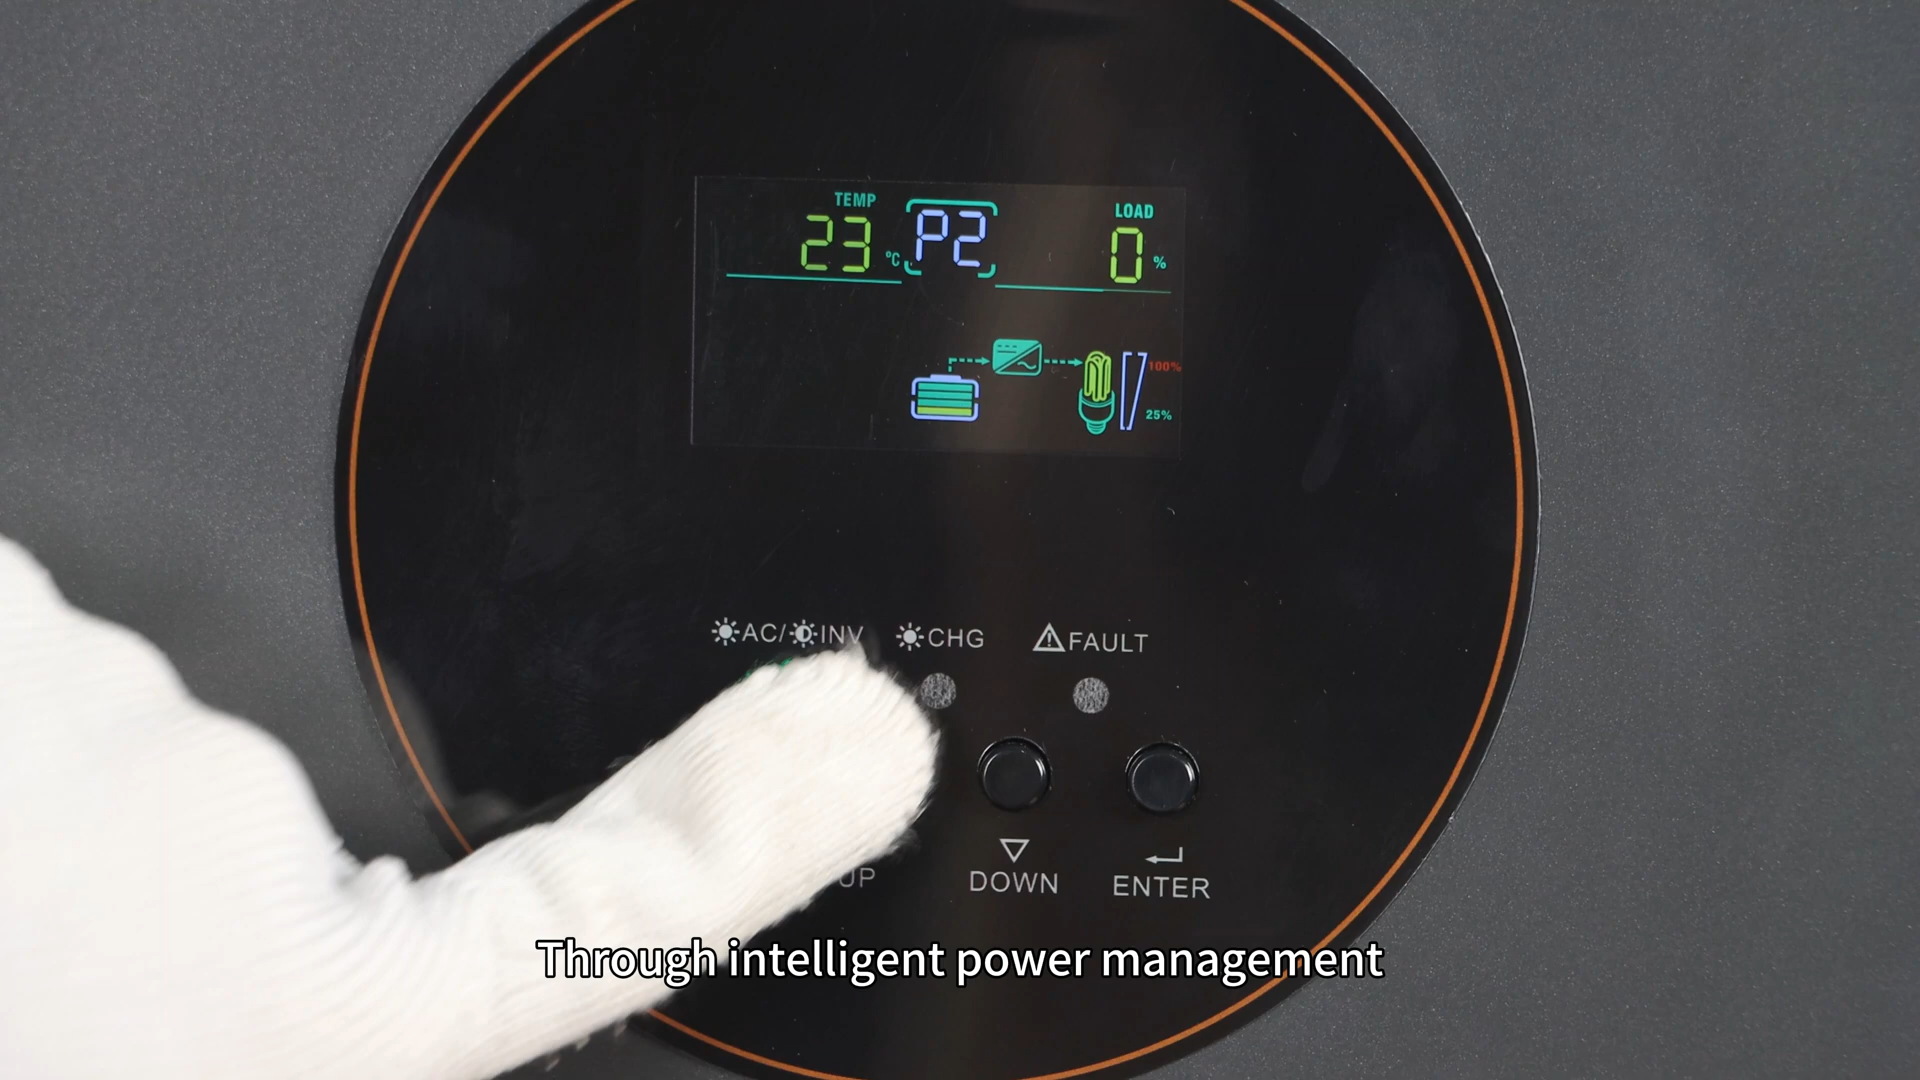 TEMP
23 °C
P2
LOAD
0 %
100%
25%
AC/ INV
CHG
FAULT
UP
DOWN
ENTER
Through intelligent power management